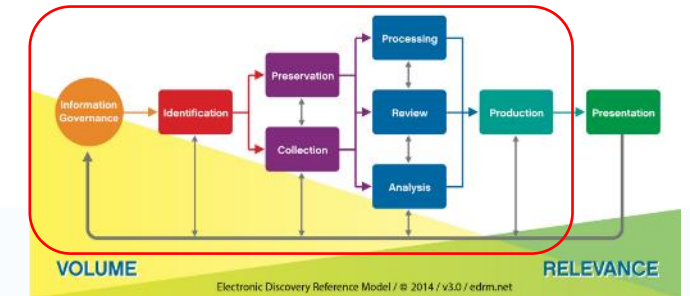 Information
Governance
Identification
Preservation
Collection
Processing
Review
Analysis
Production
Presentation
VOLUME
RELEVANCE
Electronic Discovery Reference Model / © 2014 / v3.0 / edrm.net